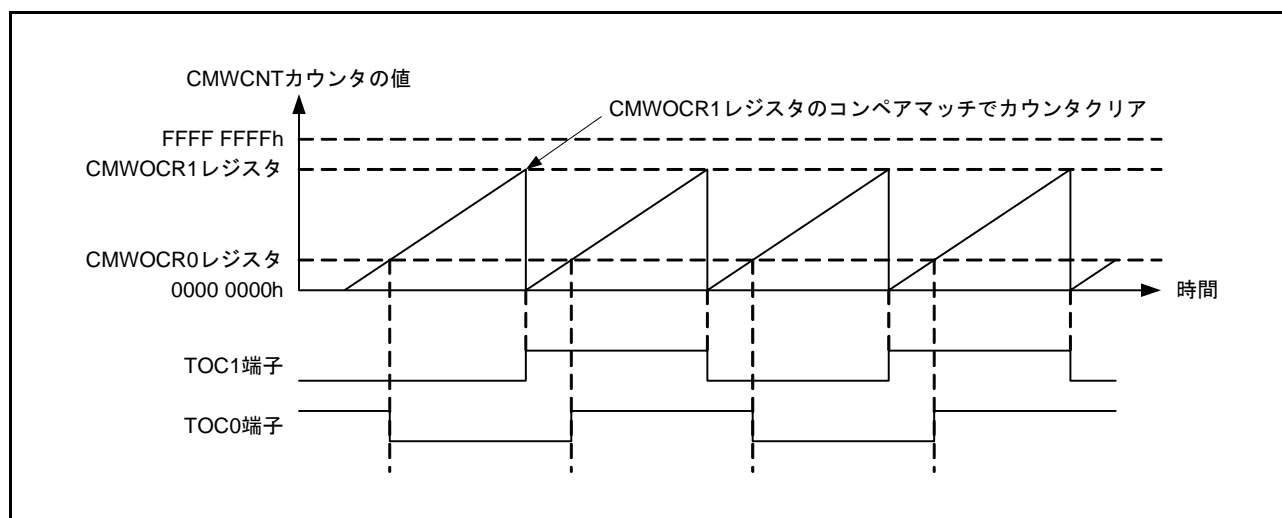 CMWCNTカウンタの値
CMWOCR1レジスタのコンペアマッチでカウンタクリア
FFFF FFFFh
CMWOCR1レジスタ
CMWOCR0レジスタ
0000 0000h
時間
TOC1端子
TOC0端子